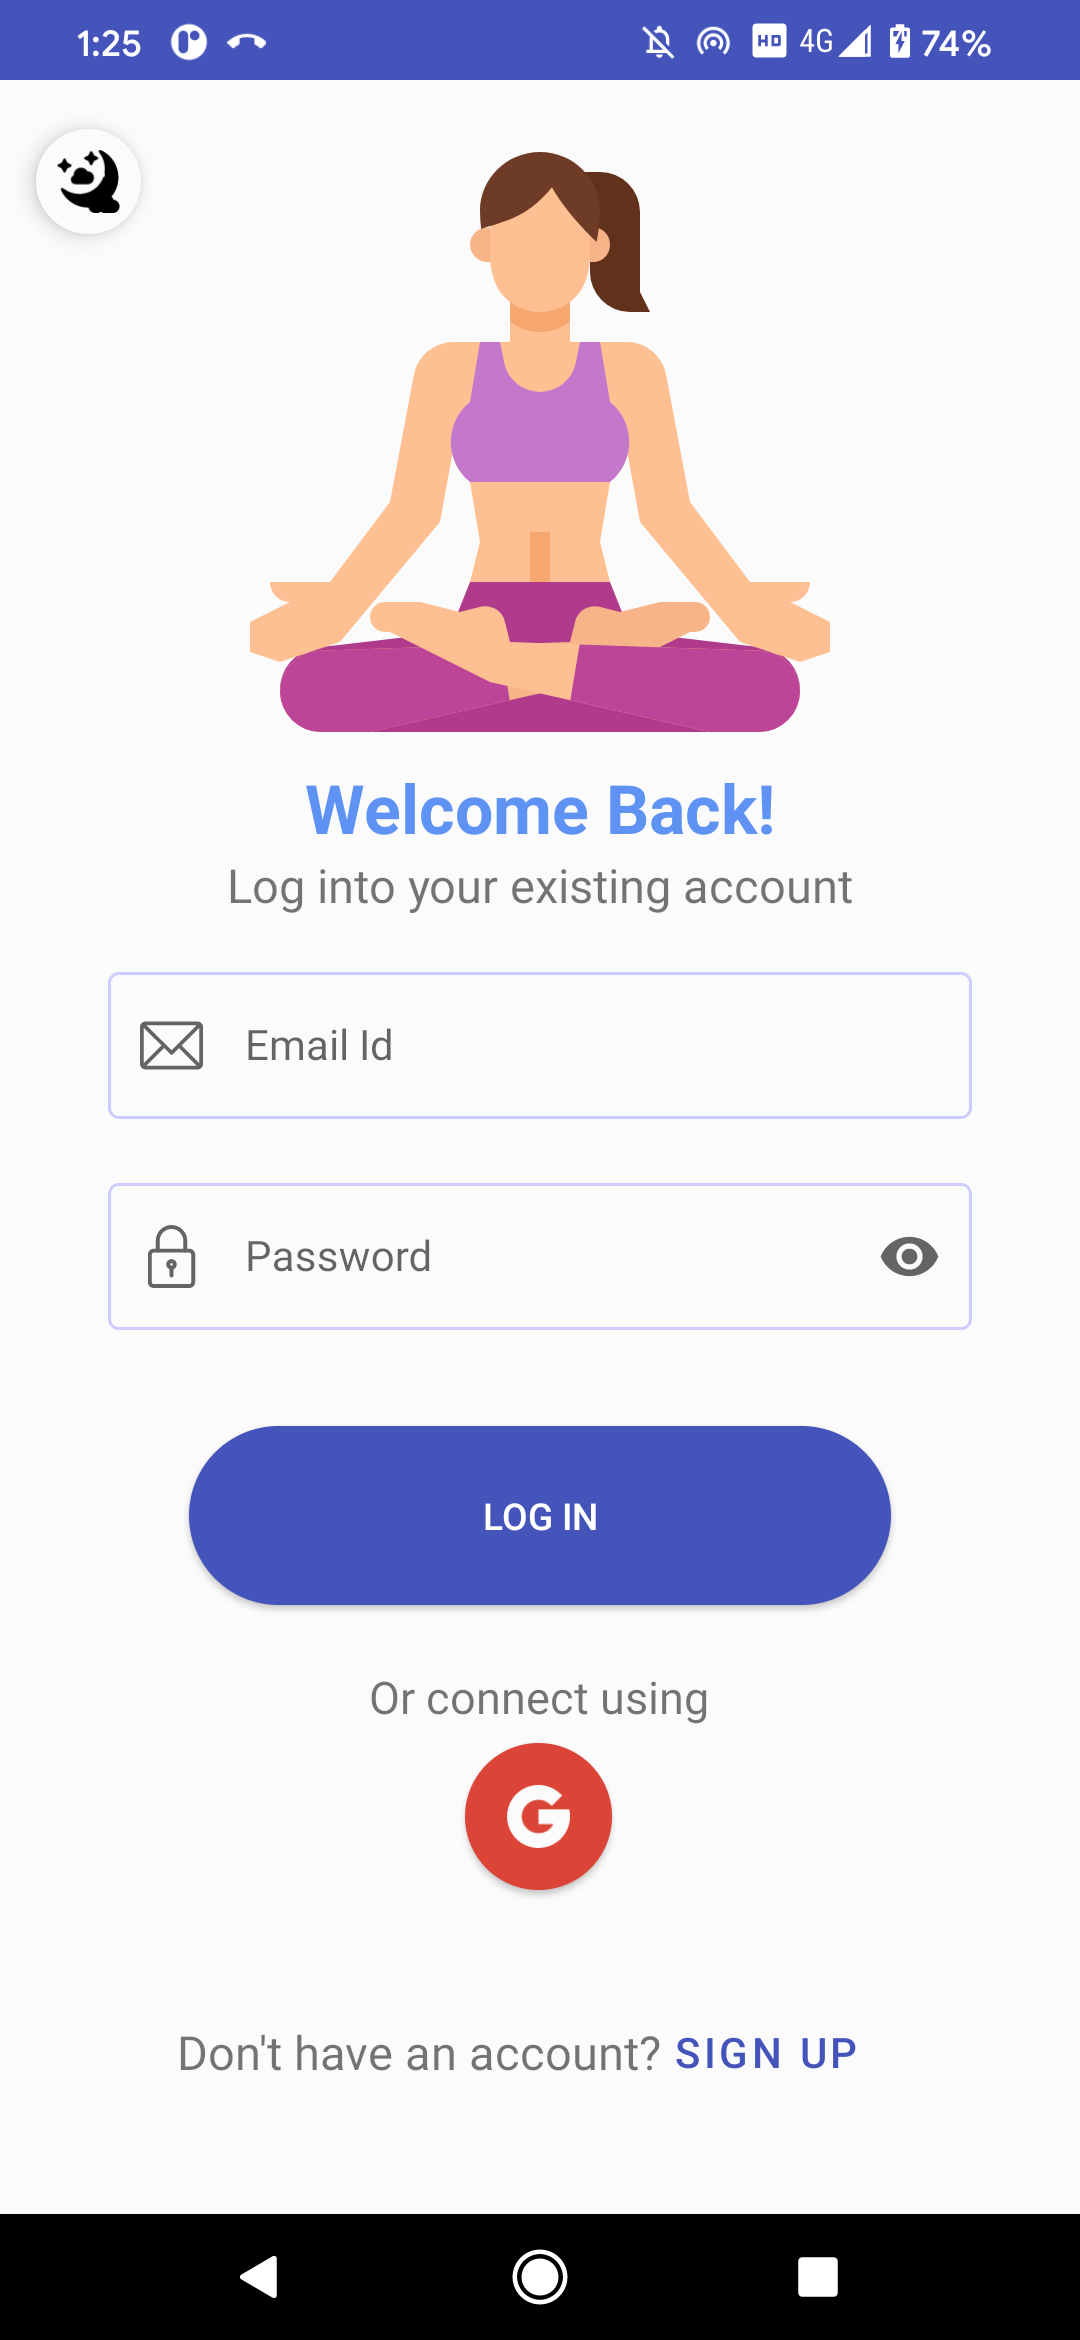 1:25 HD 4G 74%
Welcome Back!
Log into your existing account
Email Id
Password
LOG IN
Or connect using
G
Don't have an account? SIGN UP